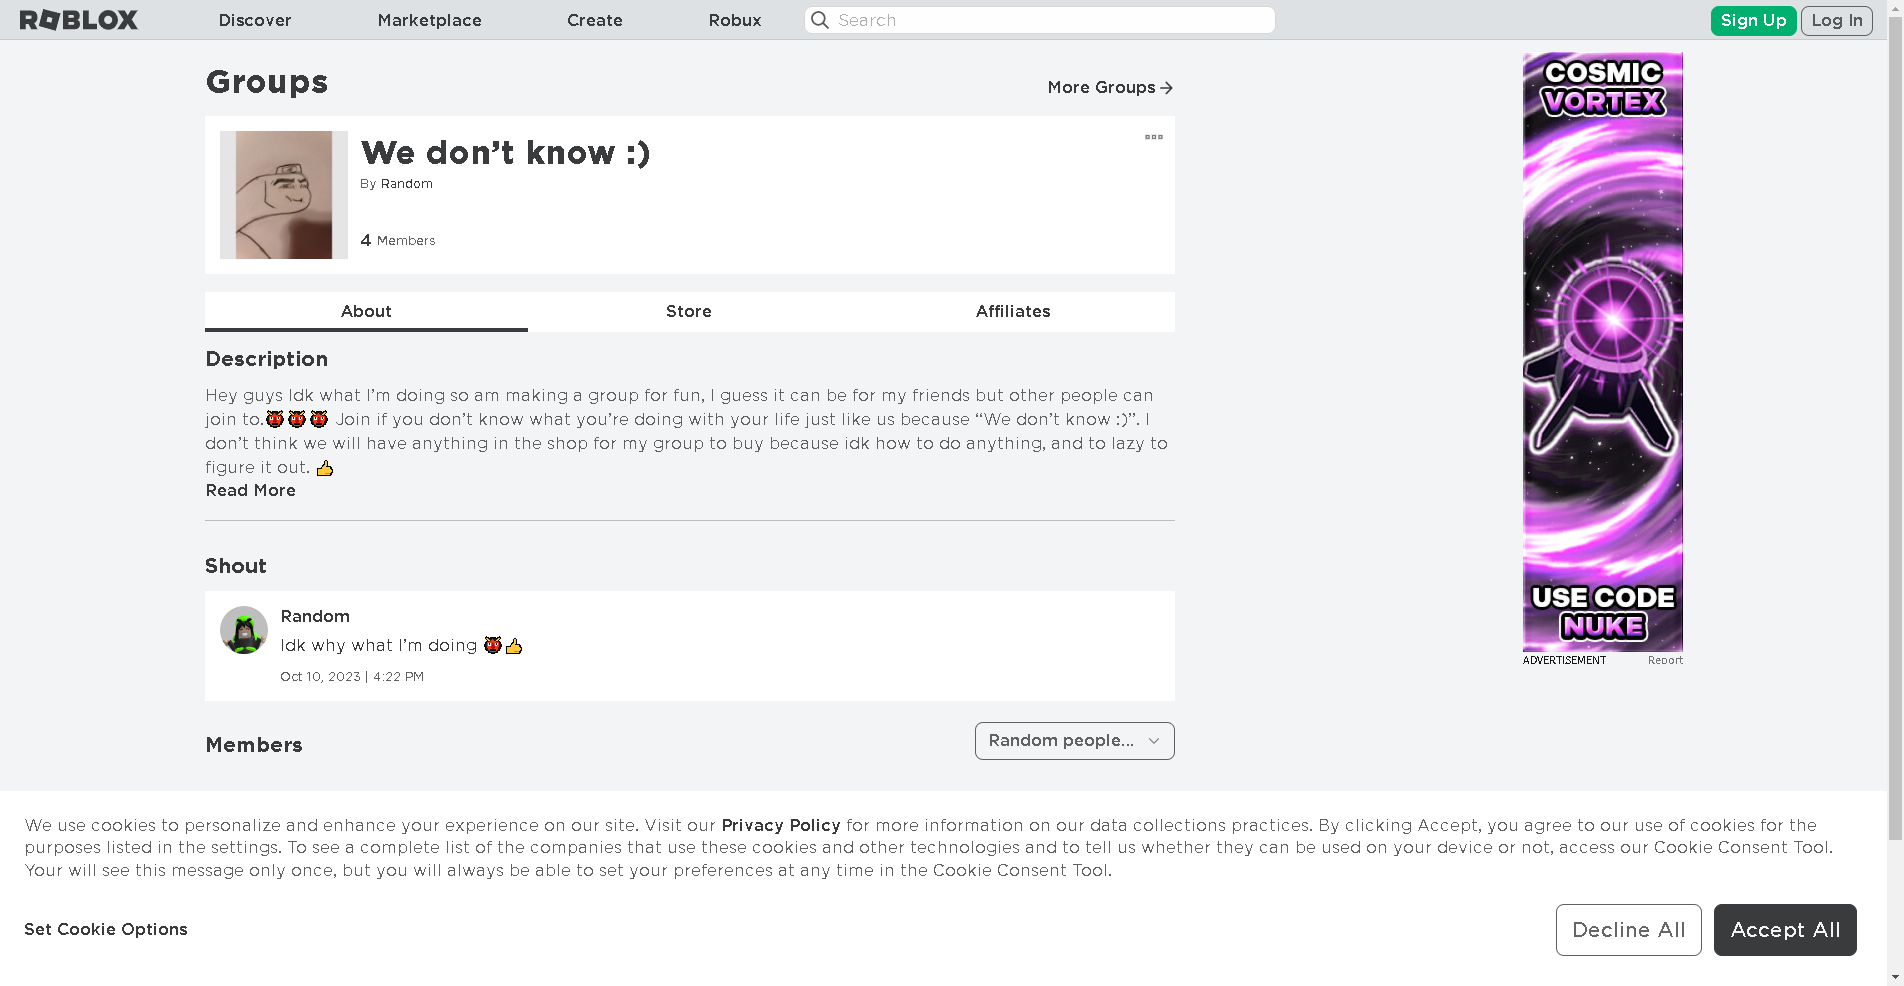 ROBLOX
Discover
Marketplace
Create
Robux
Search
Sign Up
Log In
Groups
More Groups
We don’t know :)
By Random
4 Members
About
Store
Affiliates
Description
Hey guys Idk what I’m doing so am making a group for fun, I guess it can be for my friends but other people can
join to.👹👹👹 Join if you don’t know what you’re doing with your life just like us because “We don’t know :)”. I
don’t think we will have anything in the shop for my group to buy because idk how to do anything, and to lazy to
figure it out. 👍
Read More
Shout
Random
Idk why what I’m doing 👹👍
Oct 10, 2023 | 4:22 PM
Members
Random people...
COSMIC
VORTEX
USE CODE
NUKE
ADVERTISEMENT
Report
We use cookies to personalize and enhance your experience on our site. Visit our Privacy Policy for more information on our data collections practices. By clicking Accept, you agree to our use of cookies for the
purposes listed in the settings. To see a complete list of the companies that use these cookies and other technologies and to tell us whether they can be used on your device or not, access our Cookie Consent Tool.
Your will see this message only once, but you will always be able to set your preferences at any time in the Cookie Consent Tool.
Set Cookie Options
Decline All
Accept All